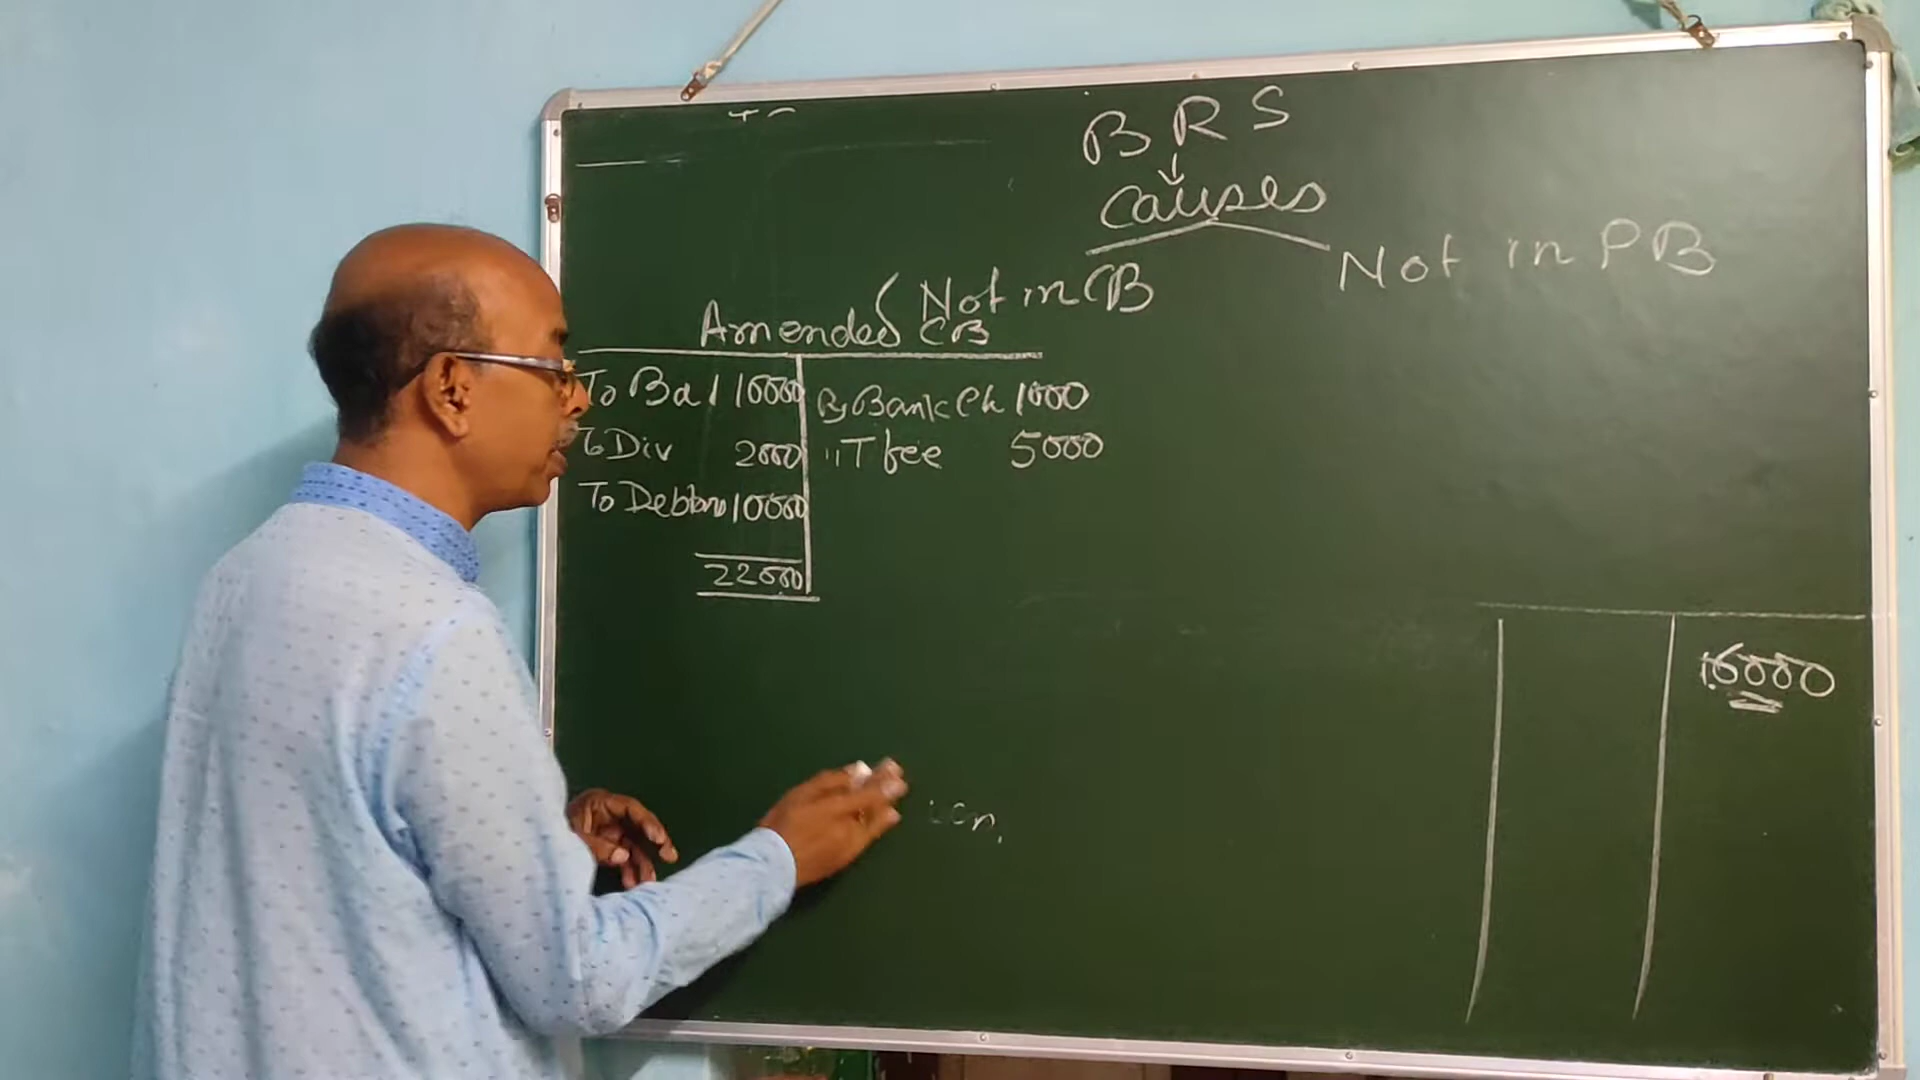 BRS
causes
Not in CB
Not in PB
Amended CB
To Bal 10000 By Bank Ch 1000
To Div 2000 "T fee 5000
To Debtors 10000
22000
16000